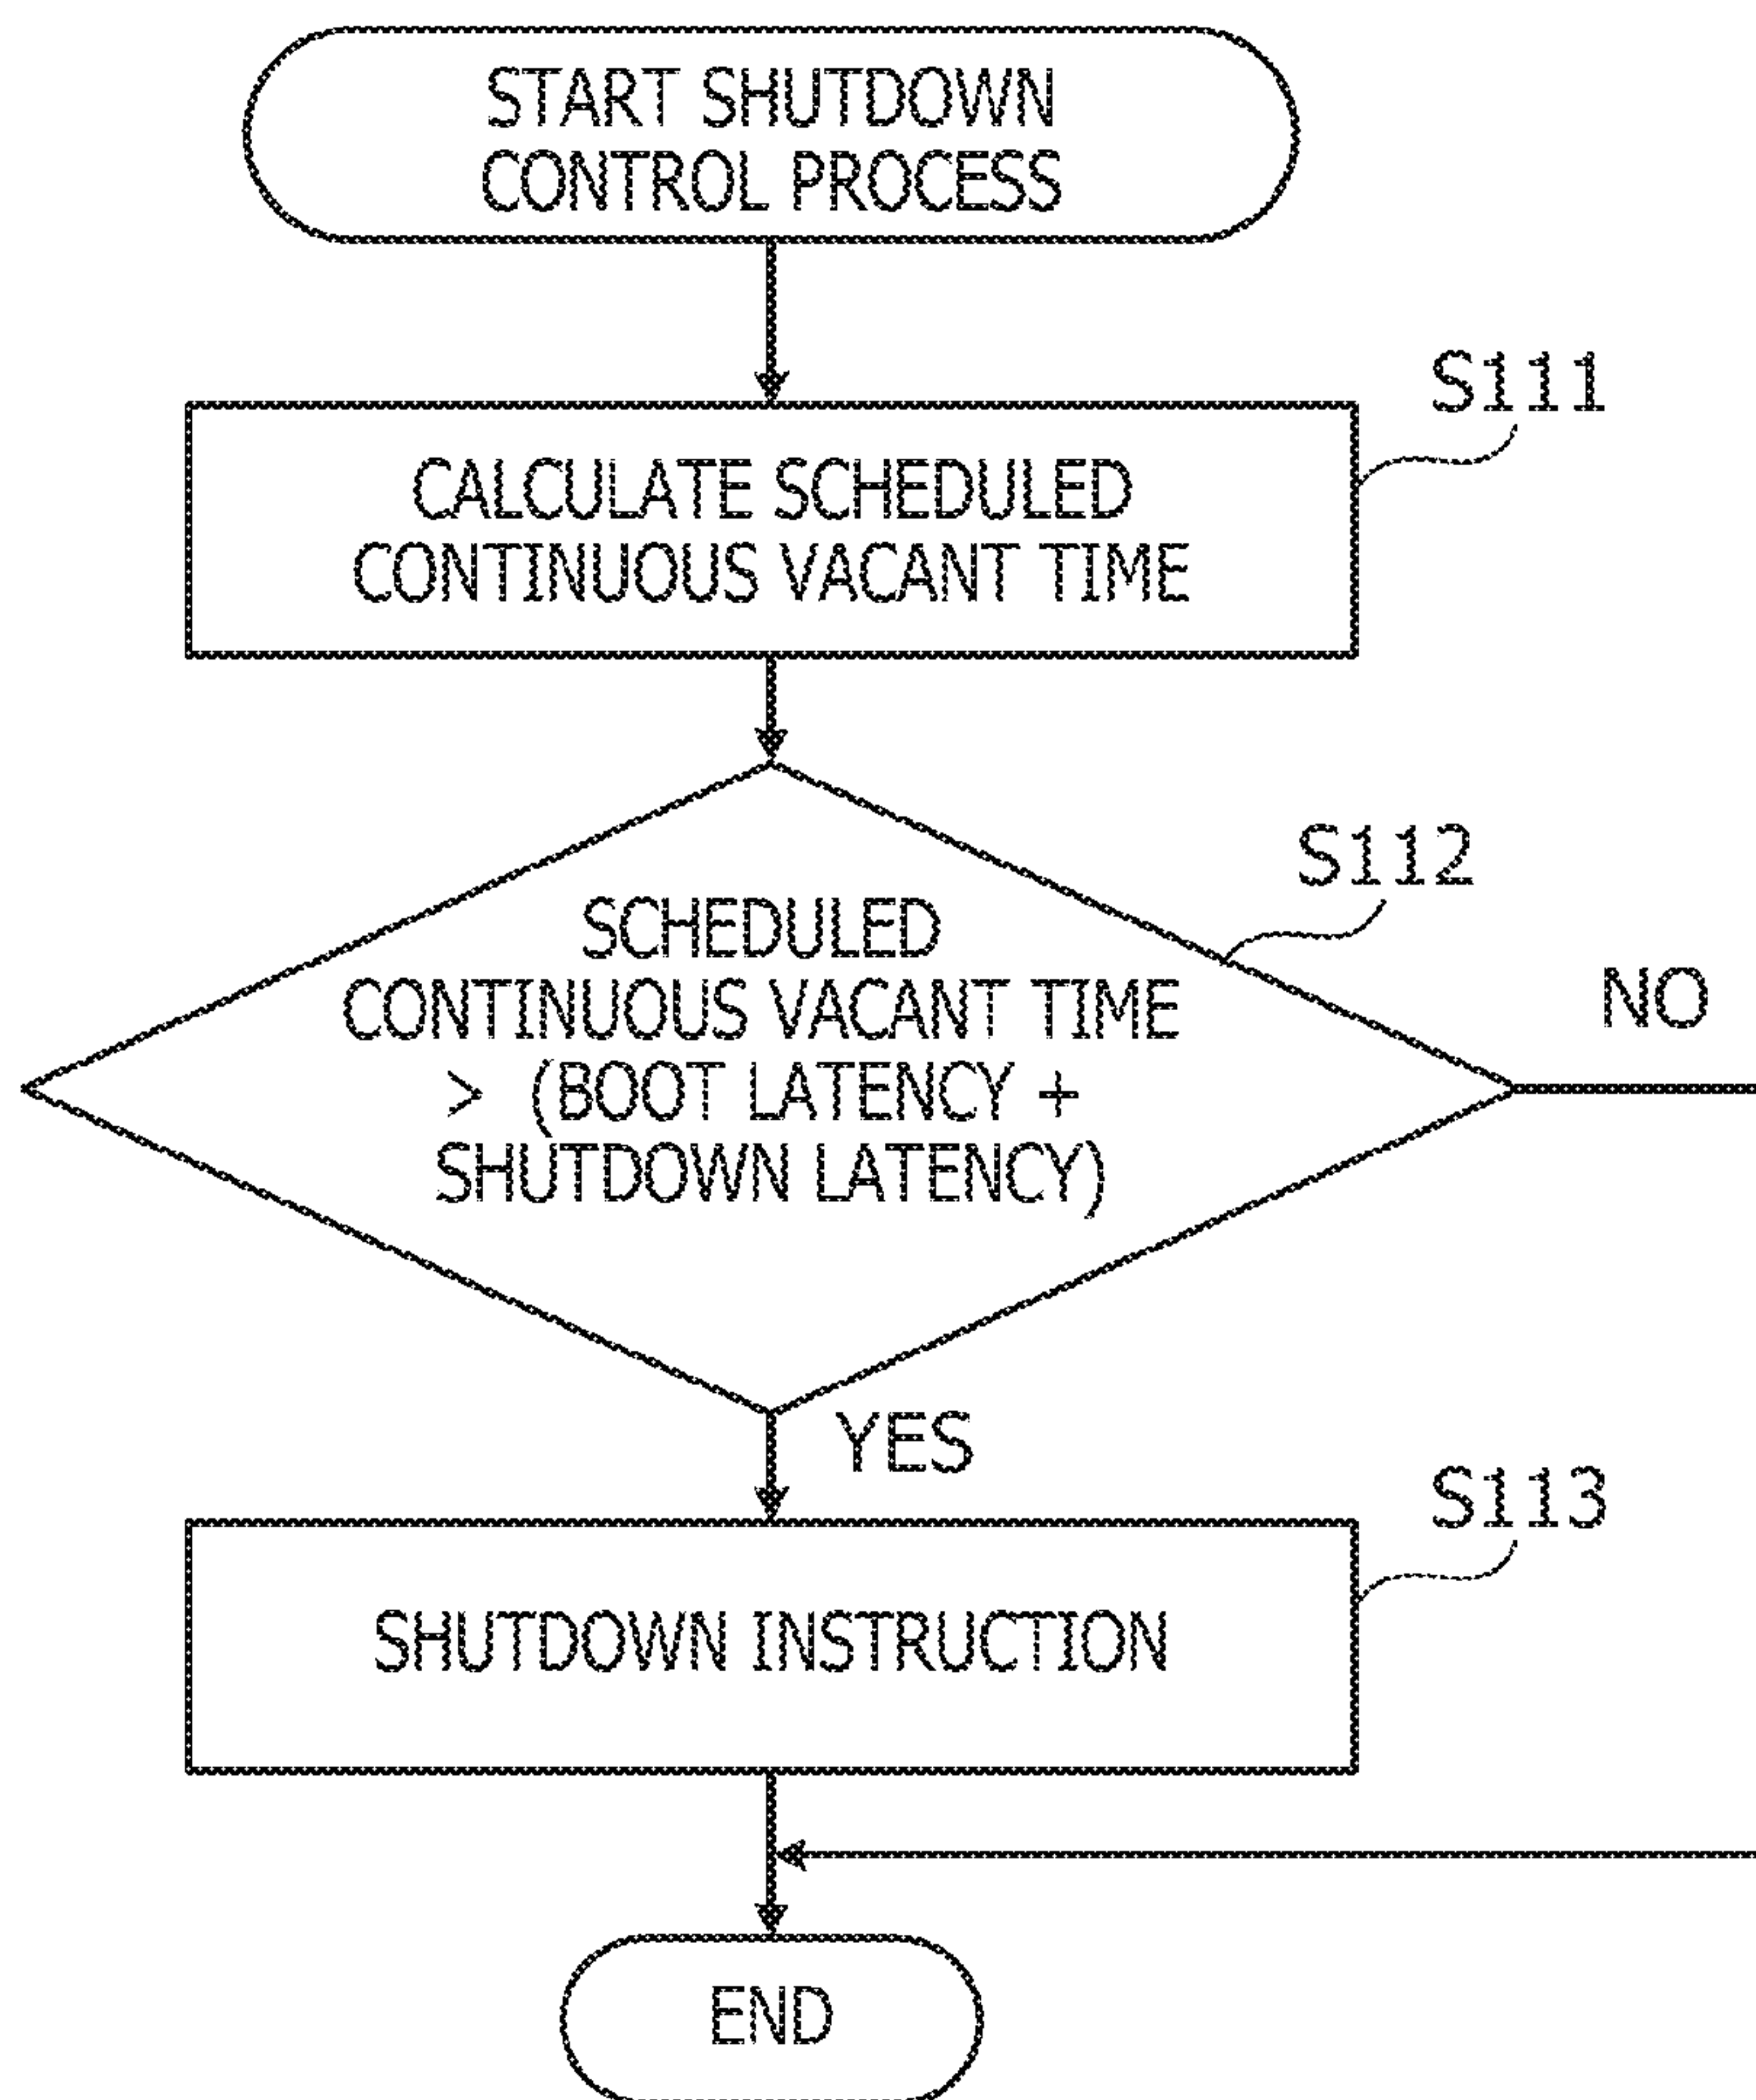 START SHUTDOWN
CONTROL PROCESS
S111
CALCULATE SCHEDULED
CONTINUOUS VACANT TIME
S112
SCHEDULED
CONTINUOUS VACANT TIME
> (BOOT LATENCY +
SHUTDOWN LATENCY)
NO
YES
S113
SHUTDOWN INSTRUCTION
END